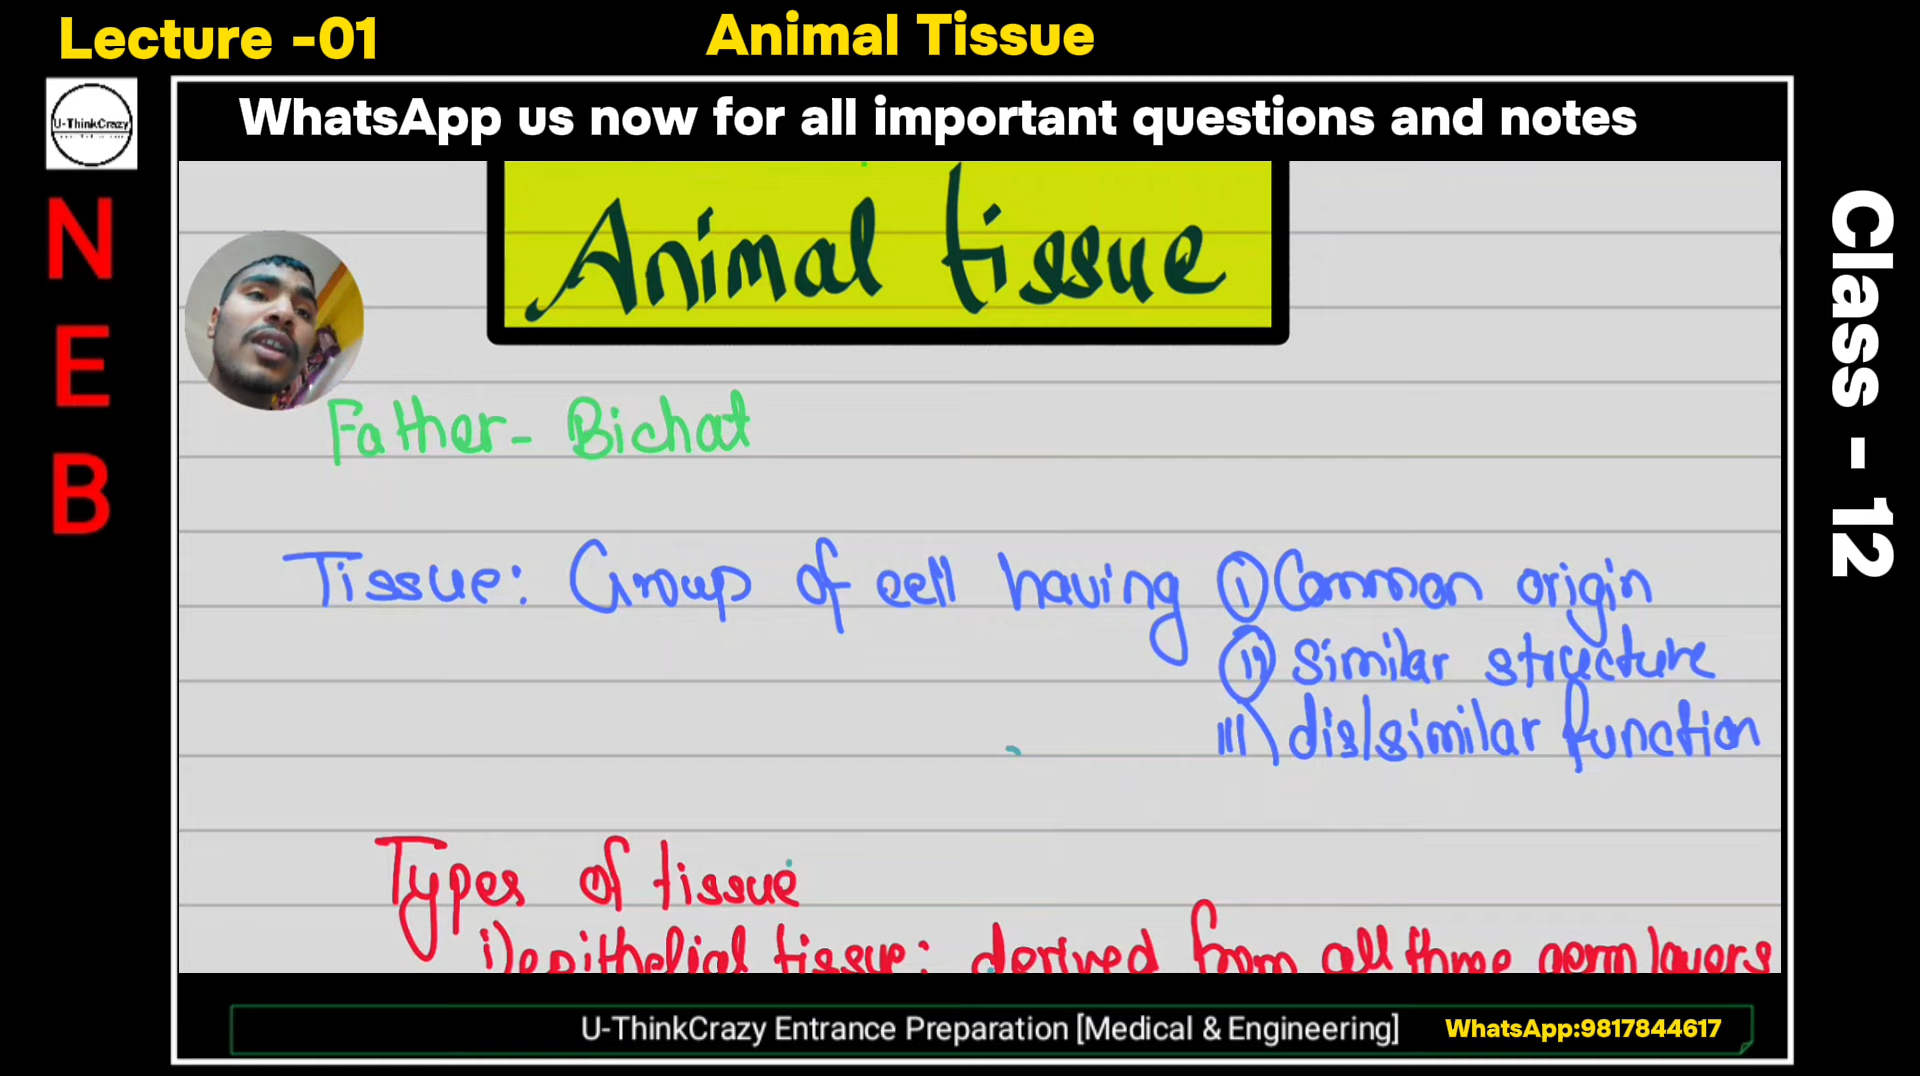 Lecture -01
Animal Tissue
U-ThinkCrazy
WhatsApp us now for all important questions and notes
NEB
Class - 12
Animal tissue
Father - Bichat
Tissue: Group of cell having i) Common origin
ii) similar structure
iii) dis/similar function
Types of tissue
i) epithelial tissue: derived from all three germ layers
U-ThinkCrazy Entrance Preparation [Medical & Engineering]
WhatsApp:9817844617